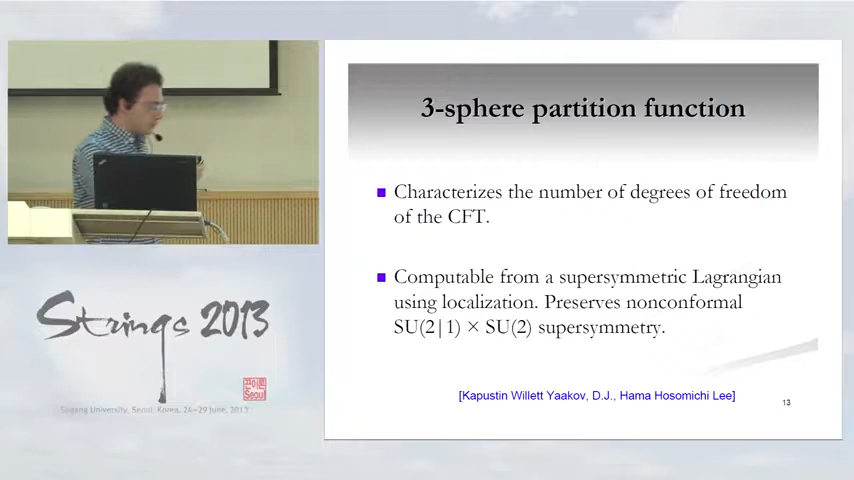 3-sphere partition function
Characterizes the number of degrees of freedom
of the CFT.
Computable from a supersymmetric Lagrangian
using localization. Preserves nonconformal
SU(2|1) × SU(2) supersymmetry.
[Kapustin Willett Yaakov, D.J., Hama Hosomichi Lee]
13
Strings 2013
Seoul
Sogang University, Seoul, Korea, 24-29 June, 2013